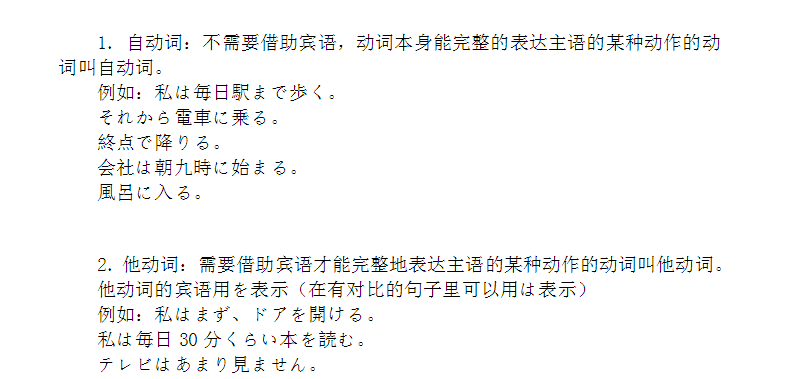 1．自动词：不需要借助宾语，动词本身能完整的表达主语的某种动作的动
词叫自动词。
例如：私は毎日駅まで歩く。
それから電車に乗る。
終点で降りる。
会社は朝九時に始まる。
風呂に入る。
2．他动词：需要借助宾语才能完整地表达主语的某种动作的动词叫他动词。
他动词的宾语用を表示（在有对比的句子里可以用は表示）
例如：私はまず、ドアを開ける。
私は毎日 30 分くらい本を読む。
テレビはあまり見ません。